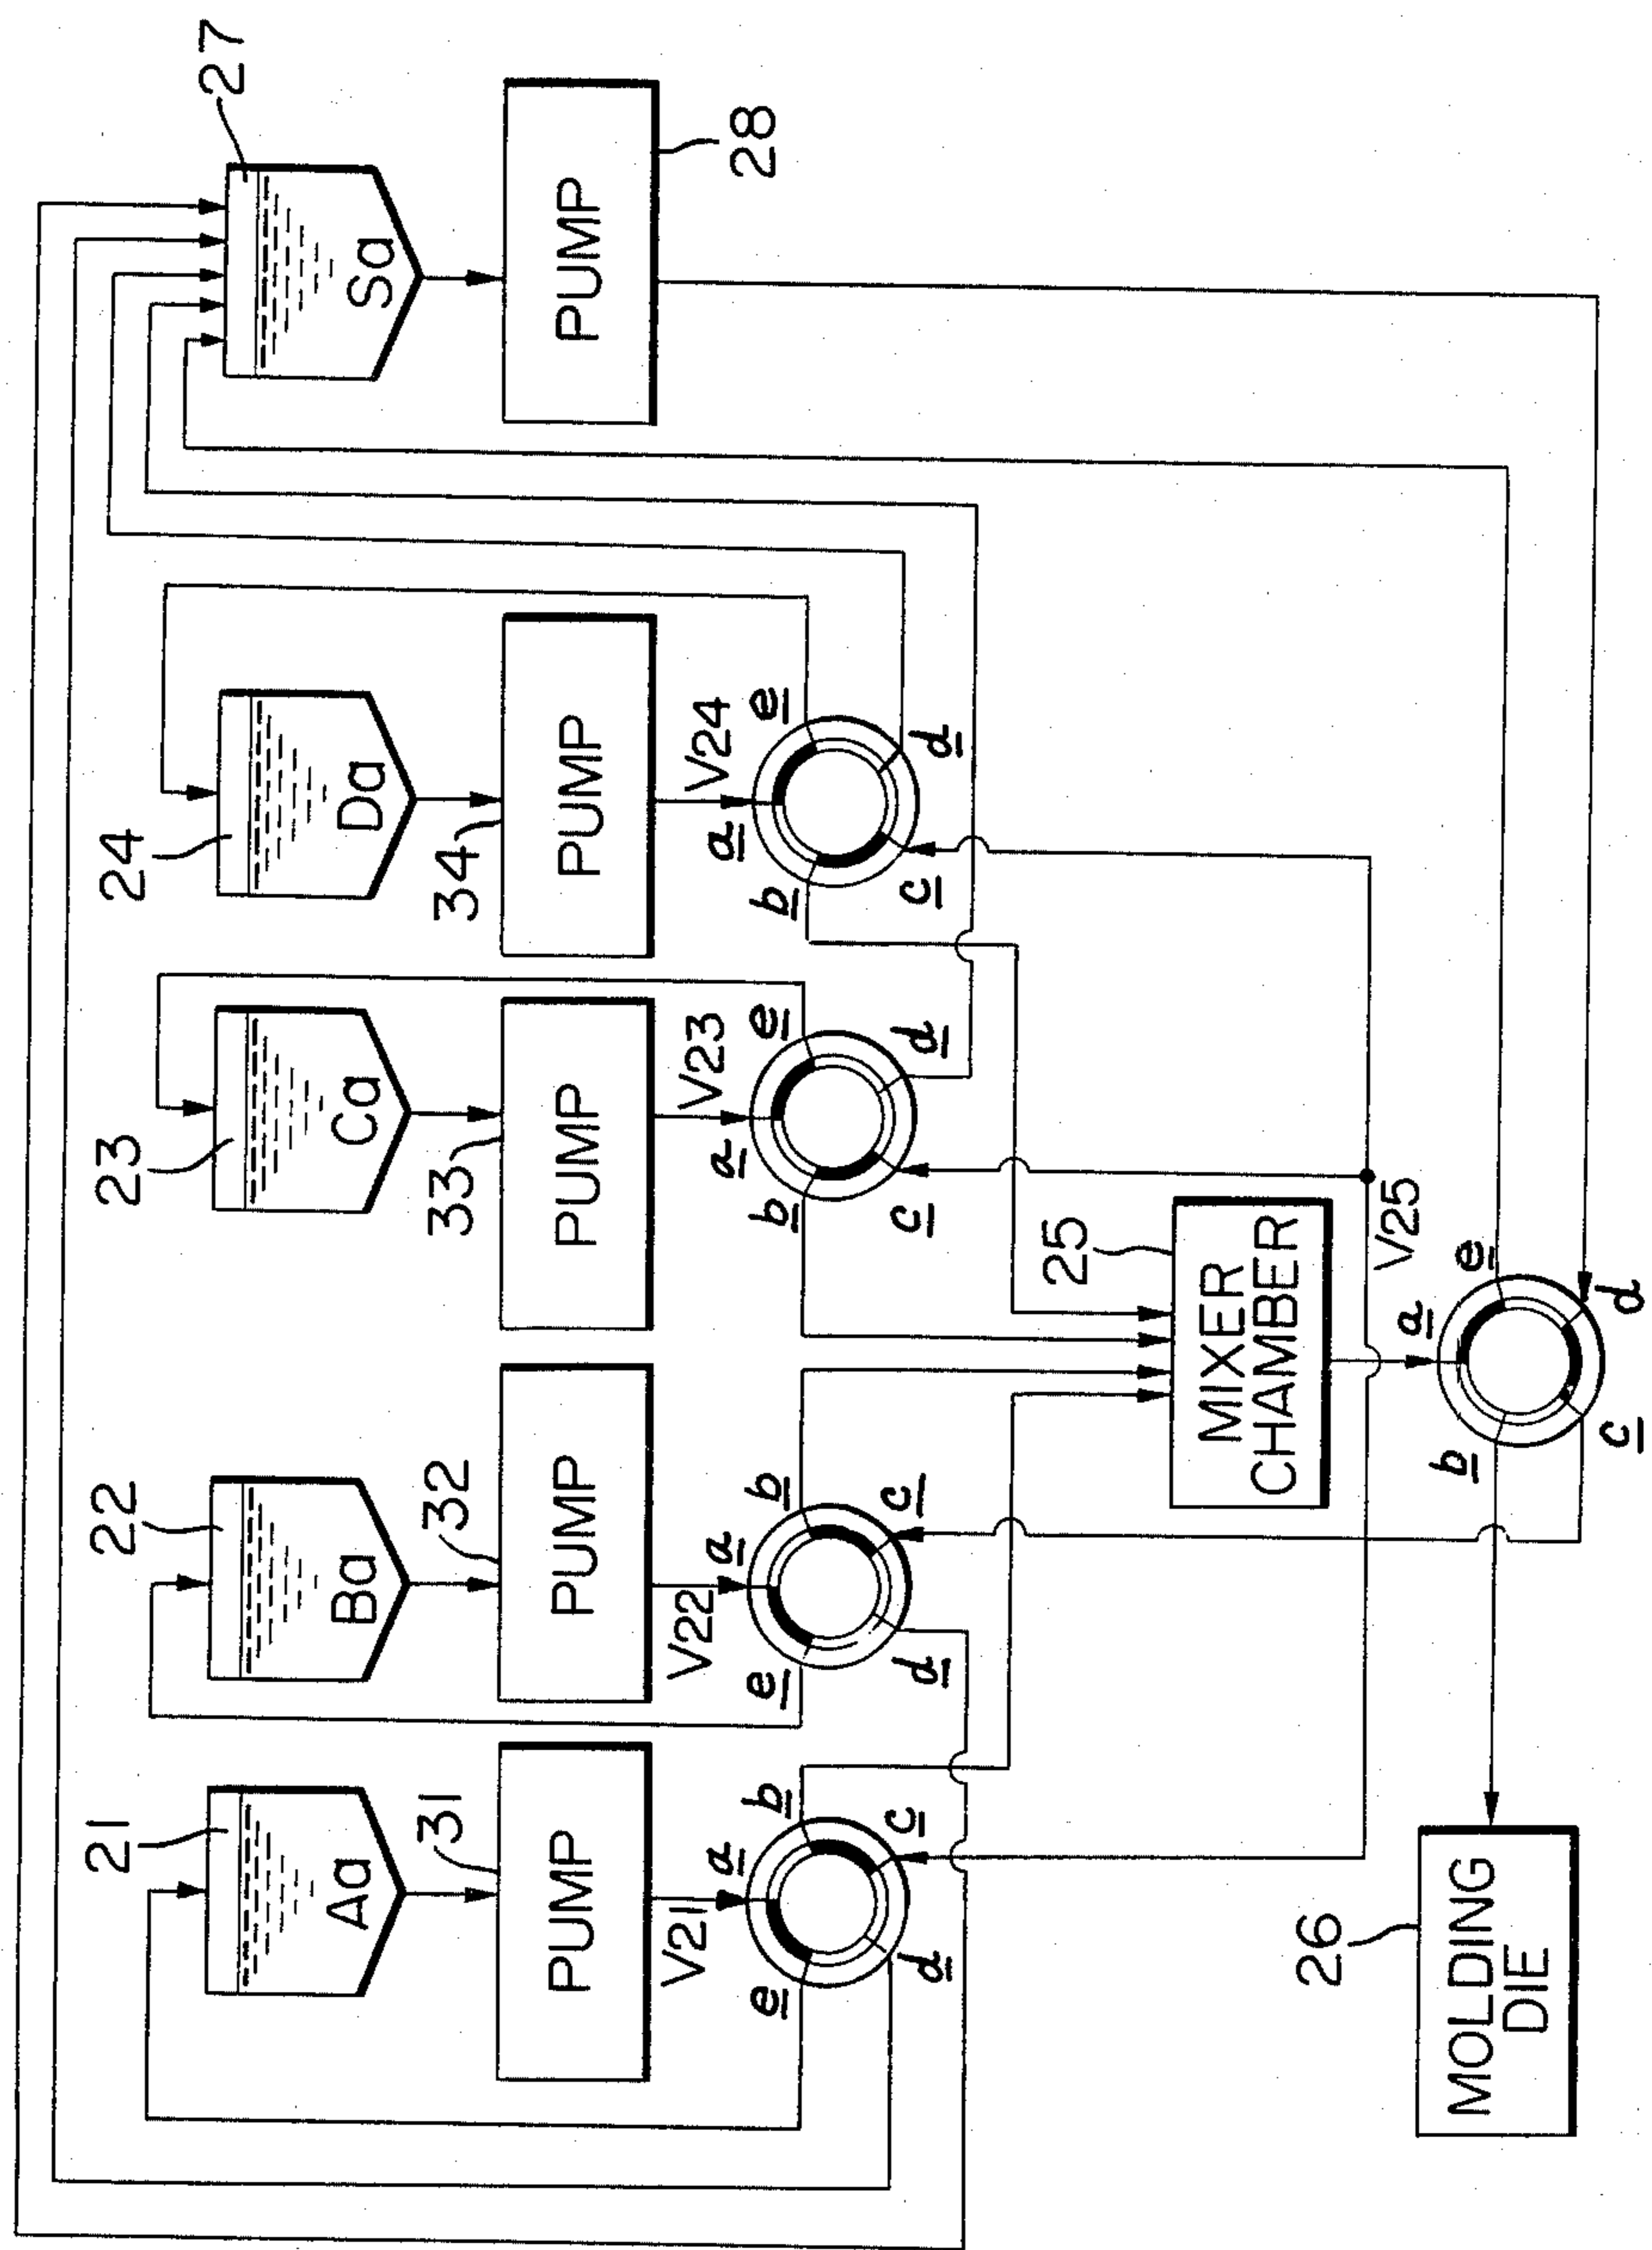 21
22
23
24
27
Aa
Ba
Ca
Da
Sa
31
32
33
34
28
PUMP
PUMP
PUMP
PUMP
PUMP
V21
V22
V23
V24
e
a
b
c
d
e
a
b
c
d
a
b
c
d
e
a
b
c
d
e
25
MIXER
CHAMBER
V25
a
b
c
d
e
26
MOLDING
DIE